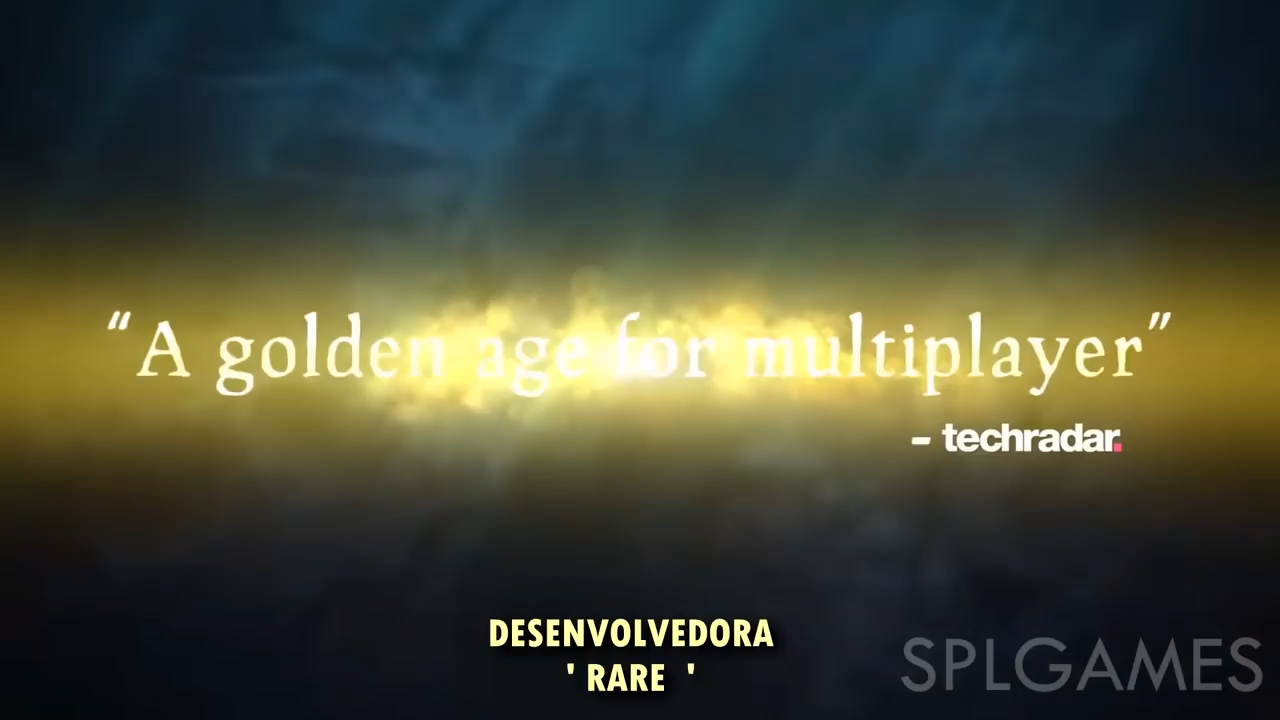 “A golden age for multiplayer”
– techradar.
DESENVOLVEDORA
' RARE '
SPLGAMES